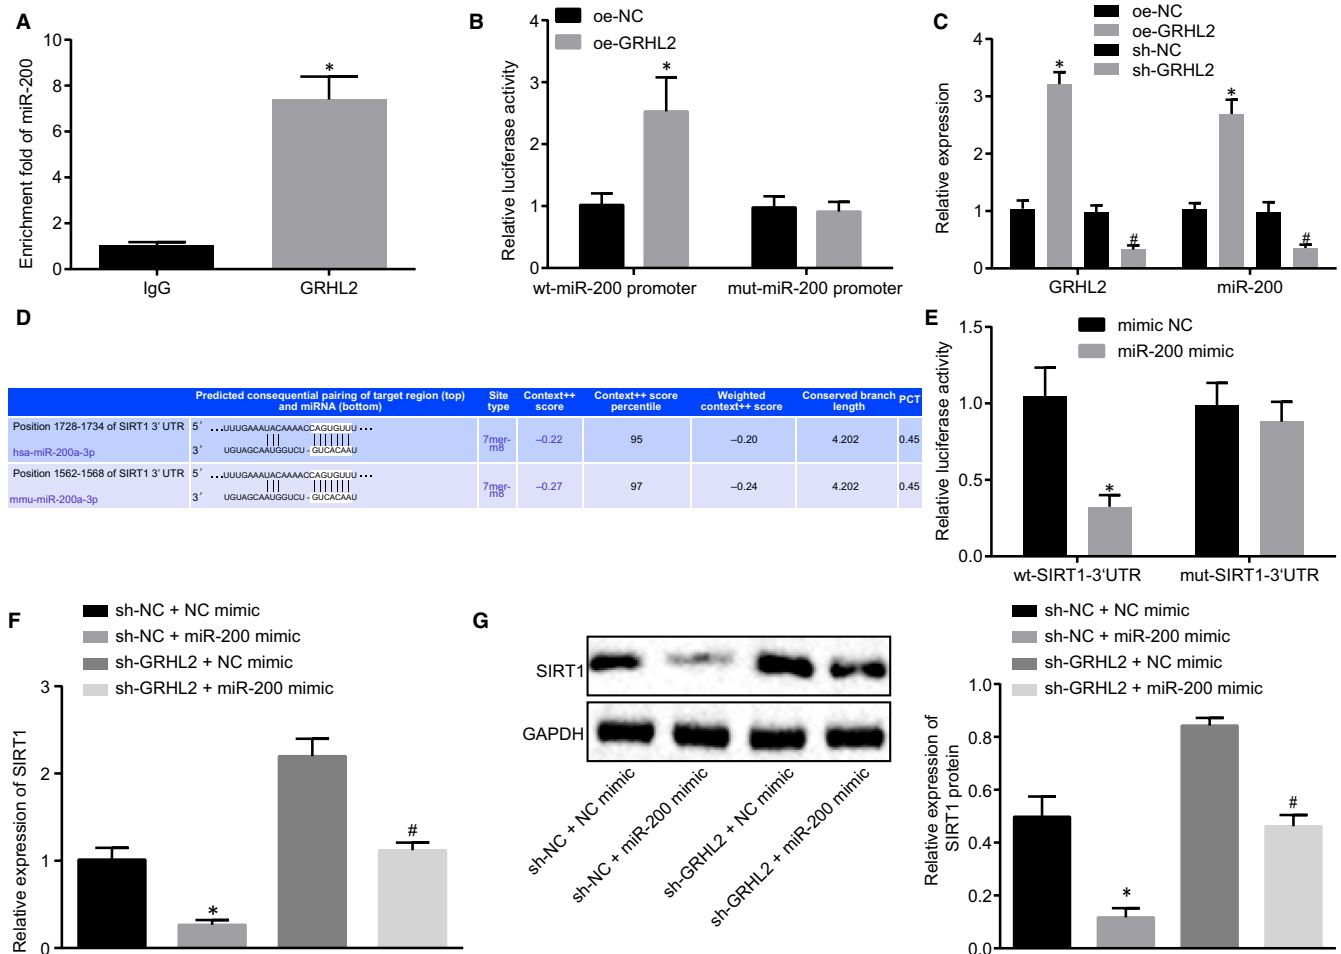 A
Enrichment fold of miR-200
10
8
6
4
2
0
*
IgG
GRHL2
B
oe-NC
oe-GRHL2
Relative luciferase activity
4
3
2
1
0
*
wt-miR-200 promoter
mut-miR-200 promoter
C
oe-NC
oe-GRHL2
sh-NC
sh-GRHL2
Relative expression
4
3
2
1
0
*
#
*
#
GRHL2
miR-200
D
Predicted consequential pairing of target region (top) and miRNA (bottom)
Site type
Context++ score
Context++ score percentile
Weighted context++ score
Conserved branch length
PCT
Position 1728-1734 of SIRT1 3' UTR
5' ...UUUGAAAUACAAAACCAGUGUUU...
hsa-miR-200a-3p
3' UGUAGCAAUGGUCU - GUCACAAU
7mer-m8
–0.22
95
–0.20
4.202
0.45
Position 1562-1568 of SIRT1 3' UTR
5' ...UUUGAAAUACAAAACCAGUGUUU...
mmu-miR-200a-3p
3' UGUAGCAAUGGUCU - GUCACAAU
7mer-m8
–0.27
97
–0.24
4.202
0.45
E
mimic NC
miR-200 mimic
Relative luciferase activity
1.5
1.0
0.5
0.0
*
wt-SIRT1-3'UTR
mut-SIRT1-3'UTR
F
sh-NC + NC mimic
sh-NC + miR-200 mimic
sh-GRHL2 + NC mimic
sh-GRHL2 + miR-200 mimic
Relative expression of SIRT1
3
2
1
0
*
#
G
SIRT1
GAPDH
sh-NC + NC mimic
sh-NC + miR-200 mimic
sh-GRHL2 + NC mimic
sh-GRHL2 + miR-200 mimic
sh-NC + NC mimic
sh-NC + miR-200 mimic
sh-GRHL2 + NC mimic
sh-GRHL2 + miR-200 mimic
Relative expression of
SIRT1 protein
1.0
0.8
0.6
0.4
0.2
0.0
*
#